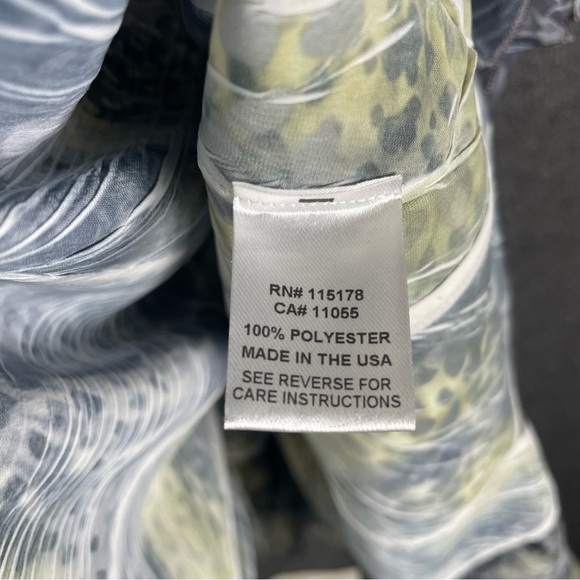 RN# 115178
CA# 11055
100% POLYESTER
MADE IN THE USA
SEE REVERSE FOR
CARE INSTRUCTIONS